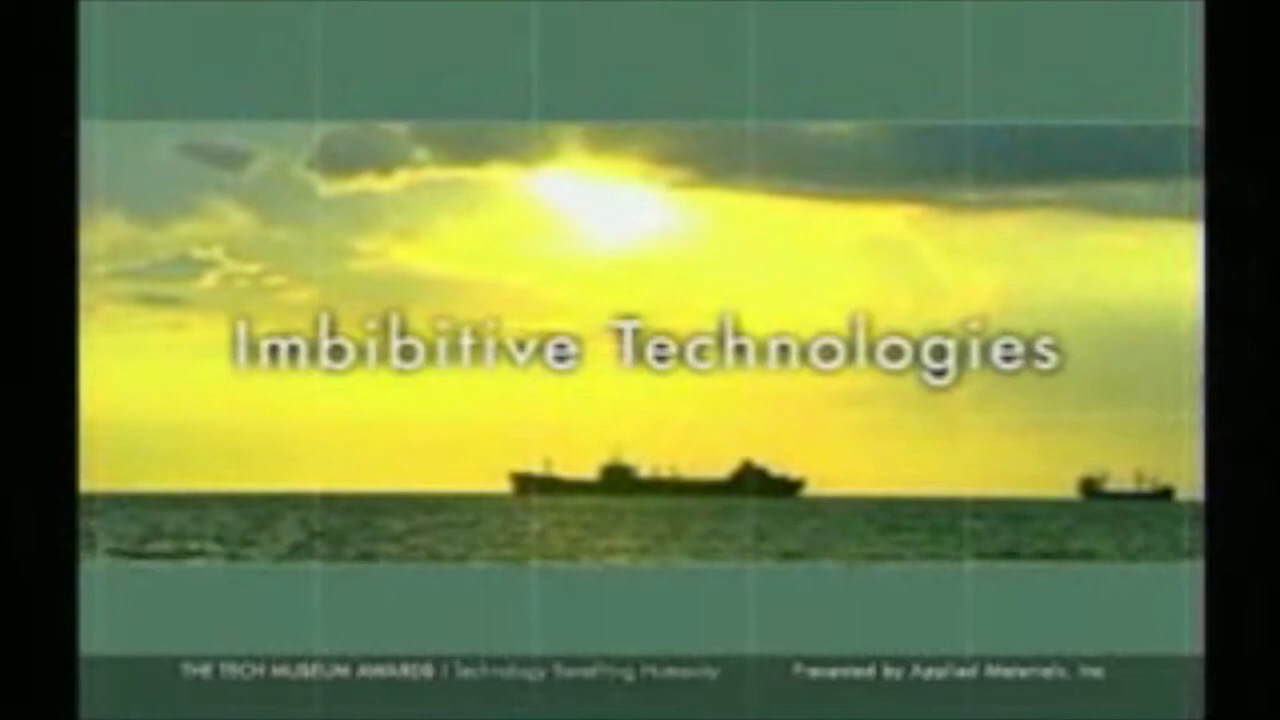 Imbibitive Technologies
THE TECH MUSEUM AWARDS | Technology Benefiting Humanity
Presented by Applied Materials, Inc